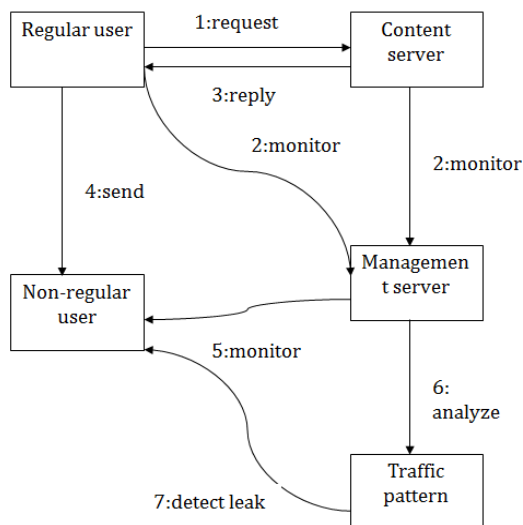 Regular user
1:request
Content
server
3:reply
2:monitor
2:monitor
4:send
Managemen
t server
Non-regular
user
5:monitor
6:
analyze
Traffic
pattern
7:detect leak